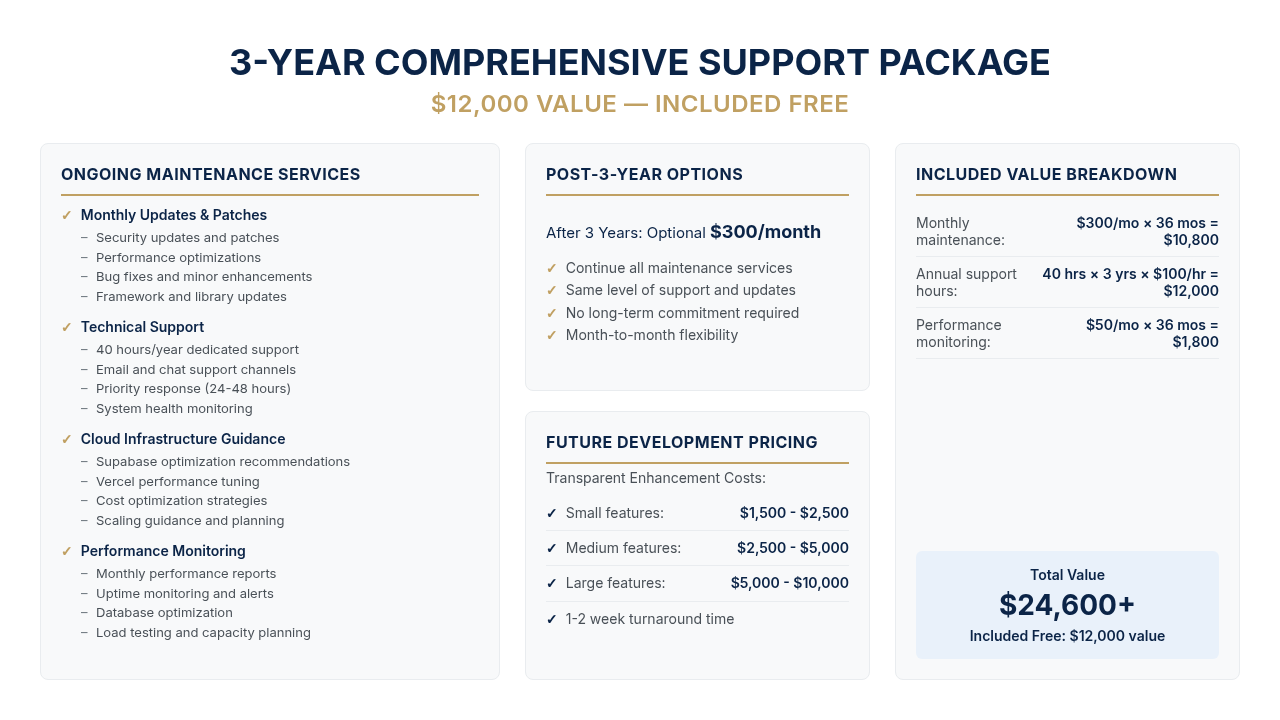 3-YEAR COMPREHENSIVE SUPPORT PACKAGE
$12,000 VALUE — INCLUDED FREE
ONGOING MAINTENANCE SERVICES
✓ Monthly Updates & Patches
– Security updates and patches
– Performance optimizations
– Bug fixes and minor enhancements
– Framework and library updates
✓ Technical Support
– 40 hours/year dedicated support
– Email and chat support channels
– Priority response (24-48 hours)
– System health monitoring
✓ Cloud Infrastructure Guidance
– Supabase optimization recommendations
– Vercel performance tuning
– Cost optimization strategies
– Scaling guidance and planning
✓ Performance Monitoring
– Monthly performance reports
– Uptime monitoring and alerts
– Database optimization
– Load testing and capacity planning
POST-3-YEAR OPTIONS
After 3 Years: Optional $300/month
✓ Continue all maintenance services
✓ Same level of support and updates
✓ No long-term commitment required
✓ Month-to-month flexibility
FUTURE DEVELOPMENT PRICING
Transparent Enhancement Costs:
✓ Small features: $1,500 - $2,500
✓ Medium features: $2,500 - $5,000
✓ Large features: $5,000 - $10,000
✓ 1-2 week turnaround time
INCLUDED VALUE BREAKDOWN
Monthly $300/mo × 36 mos =
maintenance: $10,800
Annual support 40 hrs × 3 yrs × $100/hr =
hours: $12,000
Performance $50/mo × 36 mos =
monitoring: $1,800
Total Value
$24,600+
Included Free: $12,000 value